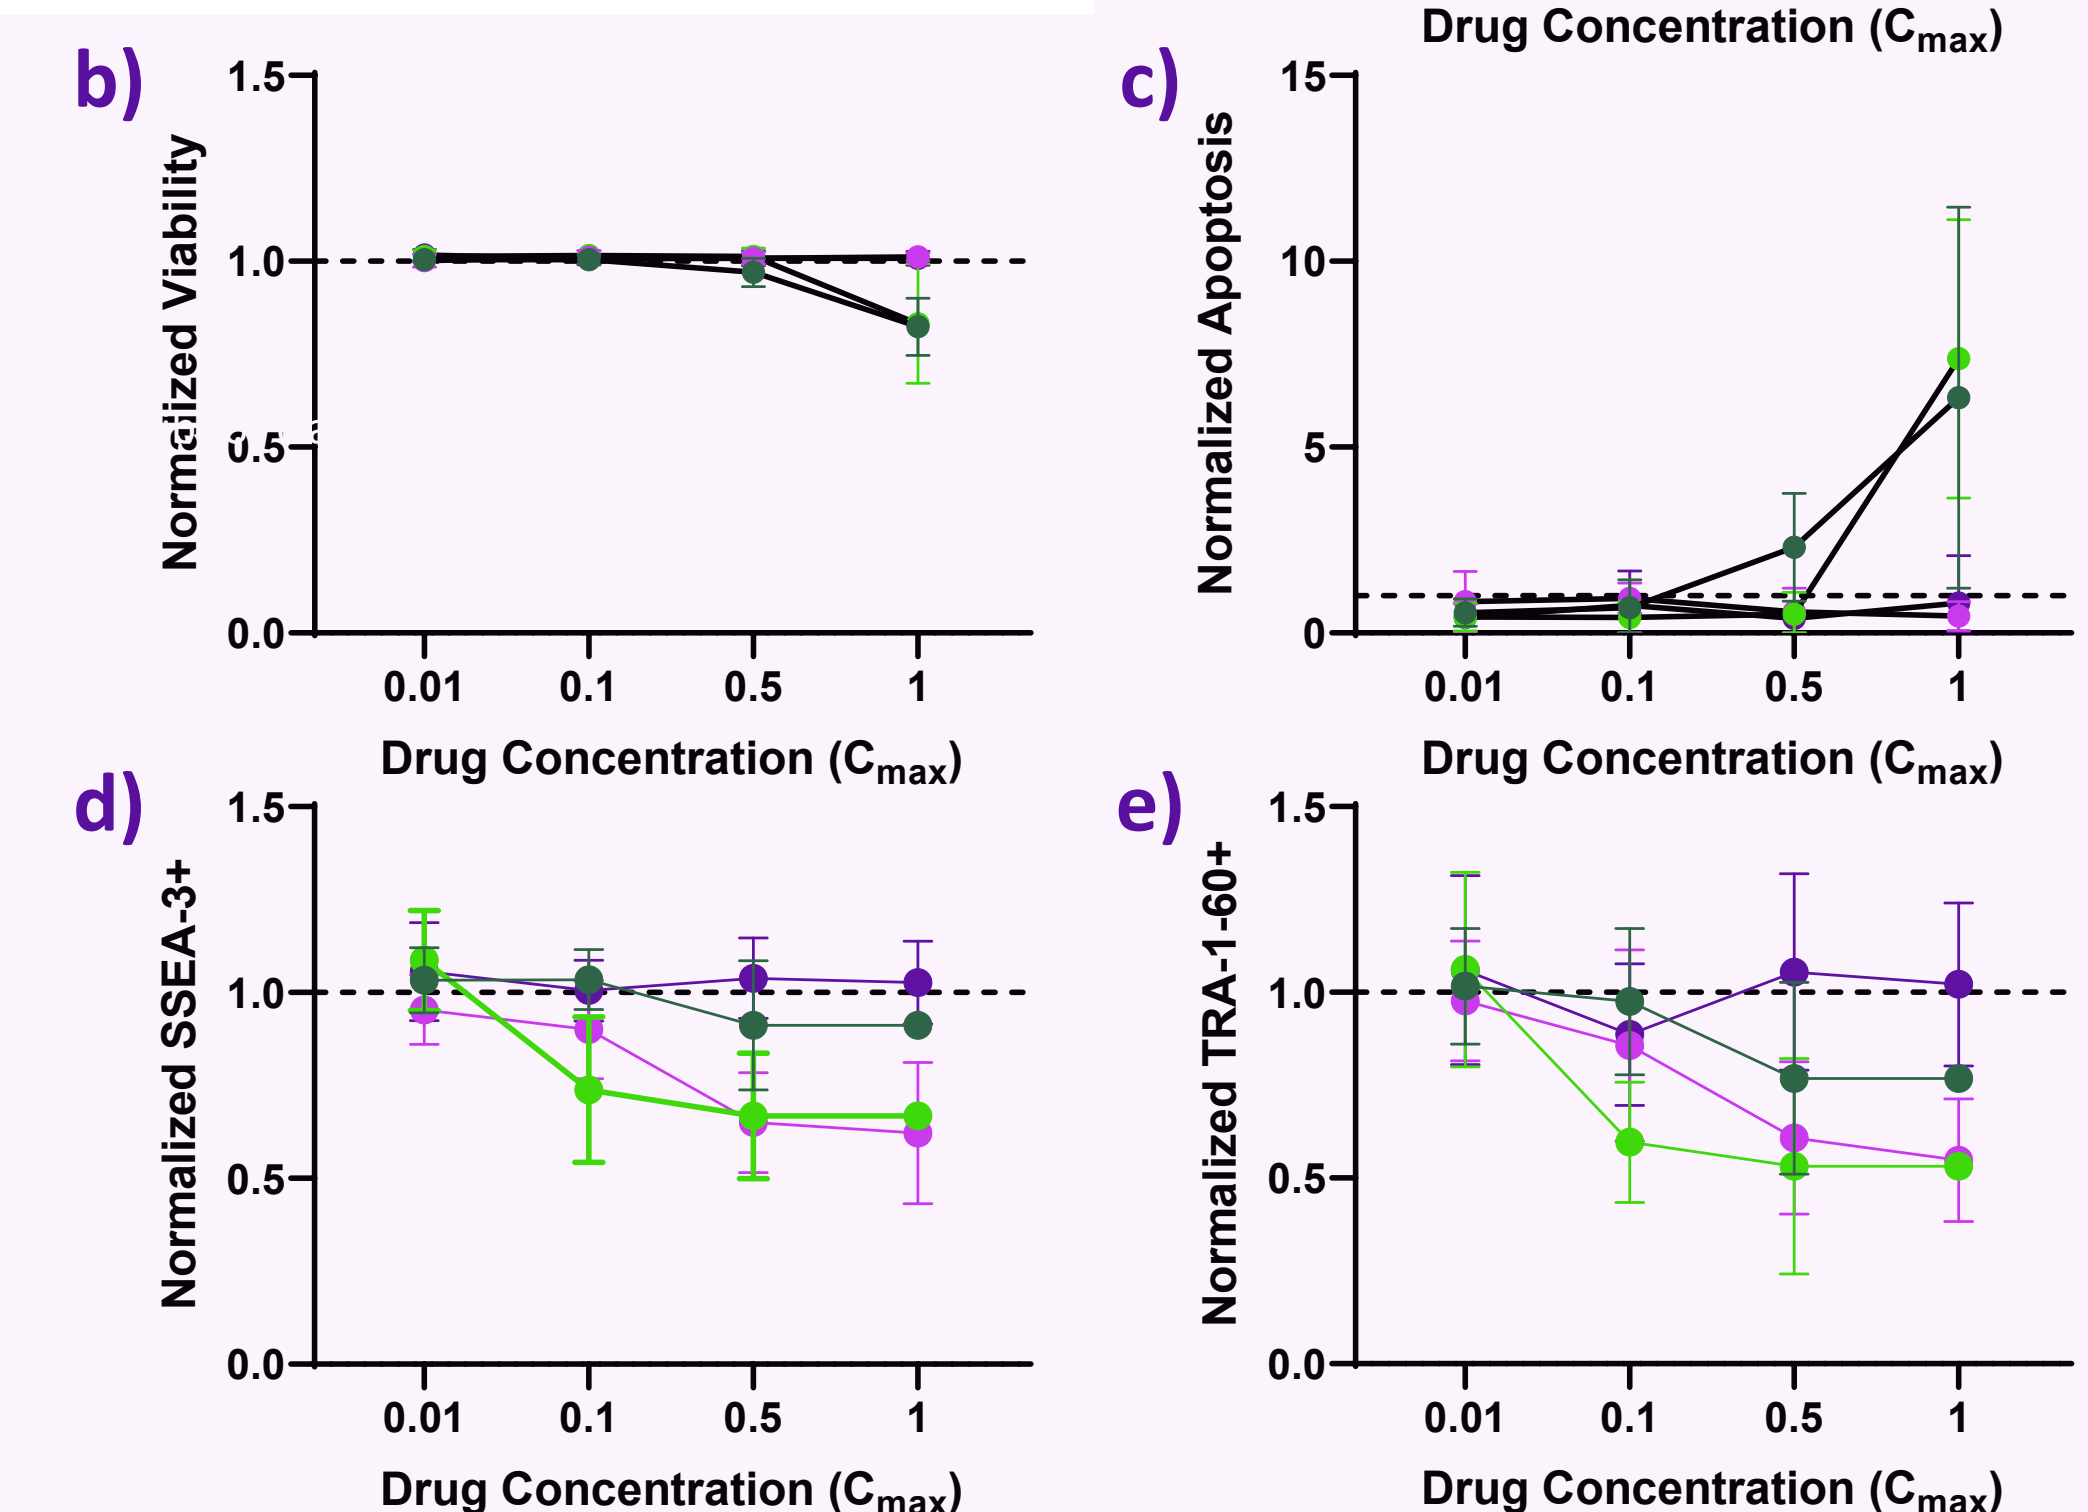 Drug Concentration (Cmax)
b)
Normalized Viability
1.5
1.0
0.5
0.0
0.01 0.1 0.5 1
Drug Concentration (Cmax)
c)
Normalized Apoptosis
15
10
5
0
0.01 0.1 0.5 1
Drug Concentration (Cmax)
d)
Normalized SSEA-3+
1.5
1.0
0.5
0.0
0.01 0.1 0.5 1
Drug Concentration (Cmax)
e)
Normalized TRA-1-60+
1.5
1.0
0.5
0.0
0.01 0.1 0.5 1
Drug Concentration (Cmax)